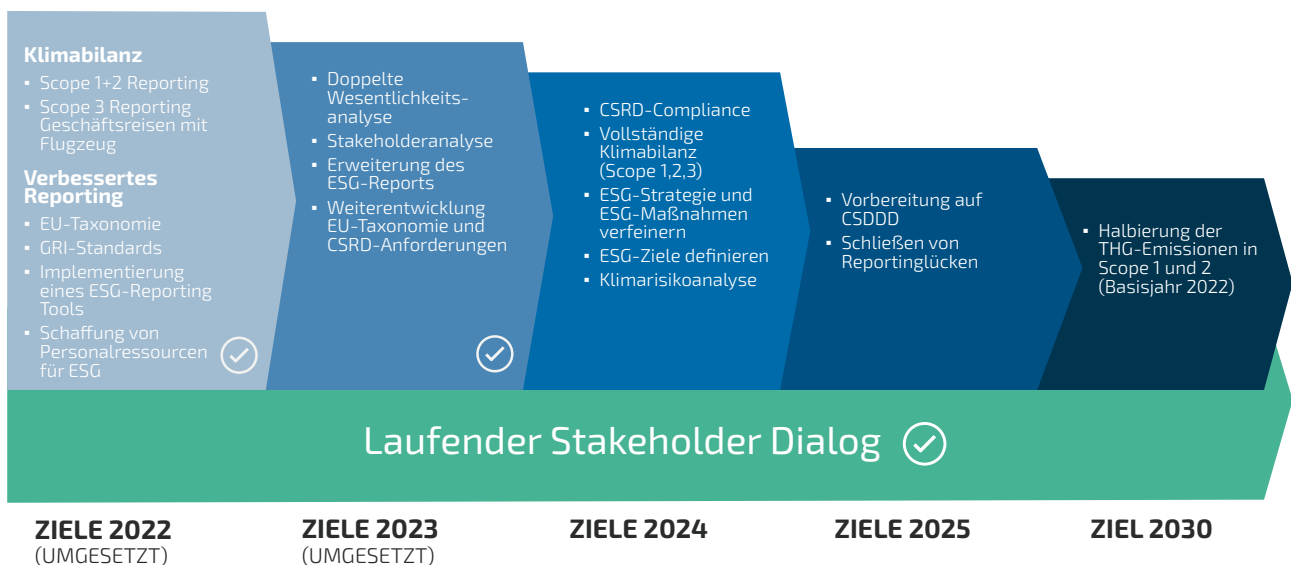 Klimabilanz
▪ Scope 1+2 Reporting
▪ Scope 3 Reporting
Geschäftsreisen mit
Flugzeug
Verbessertes
Reporting
▪ EU-Taxonomie
▪ GRI-Standards
▪ Implementierung
eines ESG-Reporting
Tools
▪ Schaffung von
Personalressourcen
für ESG
▪ Doppelte
Wesentlichkeits-
analyse
▪ Stakeholderanalyse
▪ Erweiterung des
ESG-Reports
▪ Weiterentwicklung
EU-Taxonomie und
CSRD-Anforderungen
▪ CSRD-Compliance
▪ Vollständige
Klimabilanz
(Scope 1,2,3)
▪ ESG-Strategie und
ESG-Maßnahmen
verfeinern
▪ ESG-Ziele definieren
▪ Klimarisikoanalyse
▪ Vorbereitung auf
CSDDD
▪ Schließen von
Reportinglücken
▪ Halbierung der
THG-Emissionen in
Scope 1 und 2
(Basisjahr 2022)
Laufender Stakeholder Dialog
ZIELE 2022
(UMGESETZT)
ZIELE 2023
(UMGESETZT)
ZIELE 2024
ZIELE 2025
ZIEL 2030